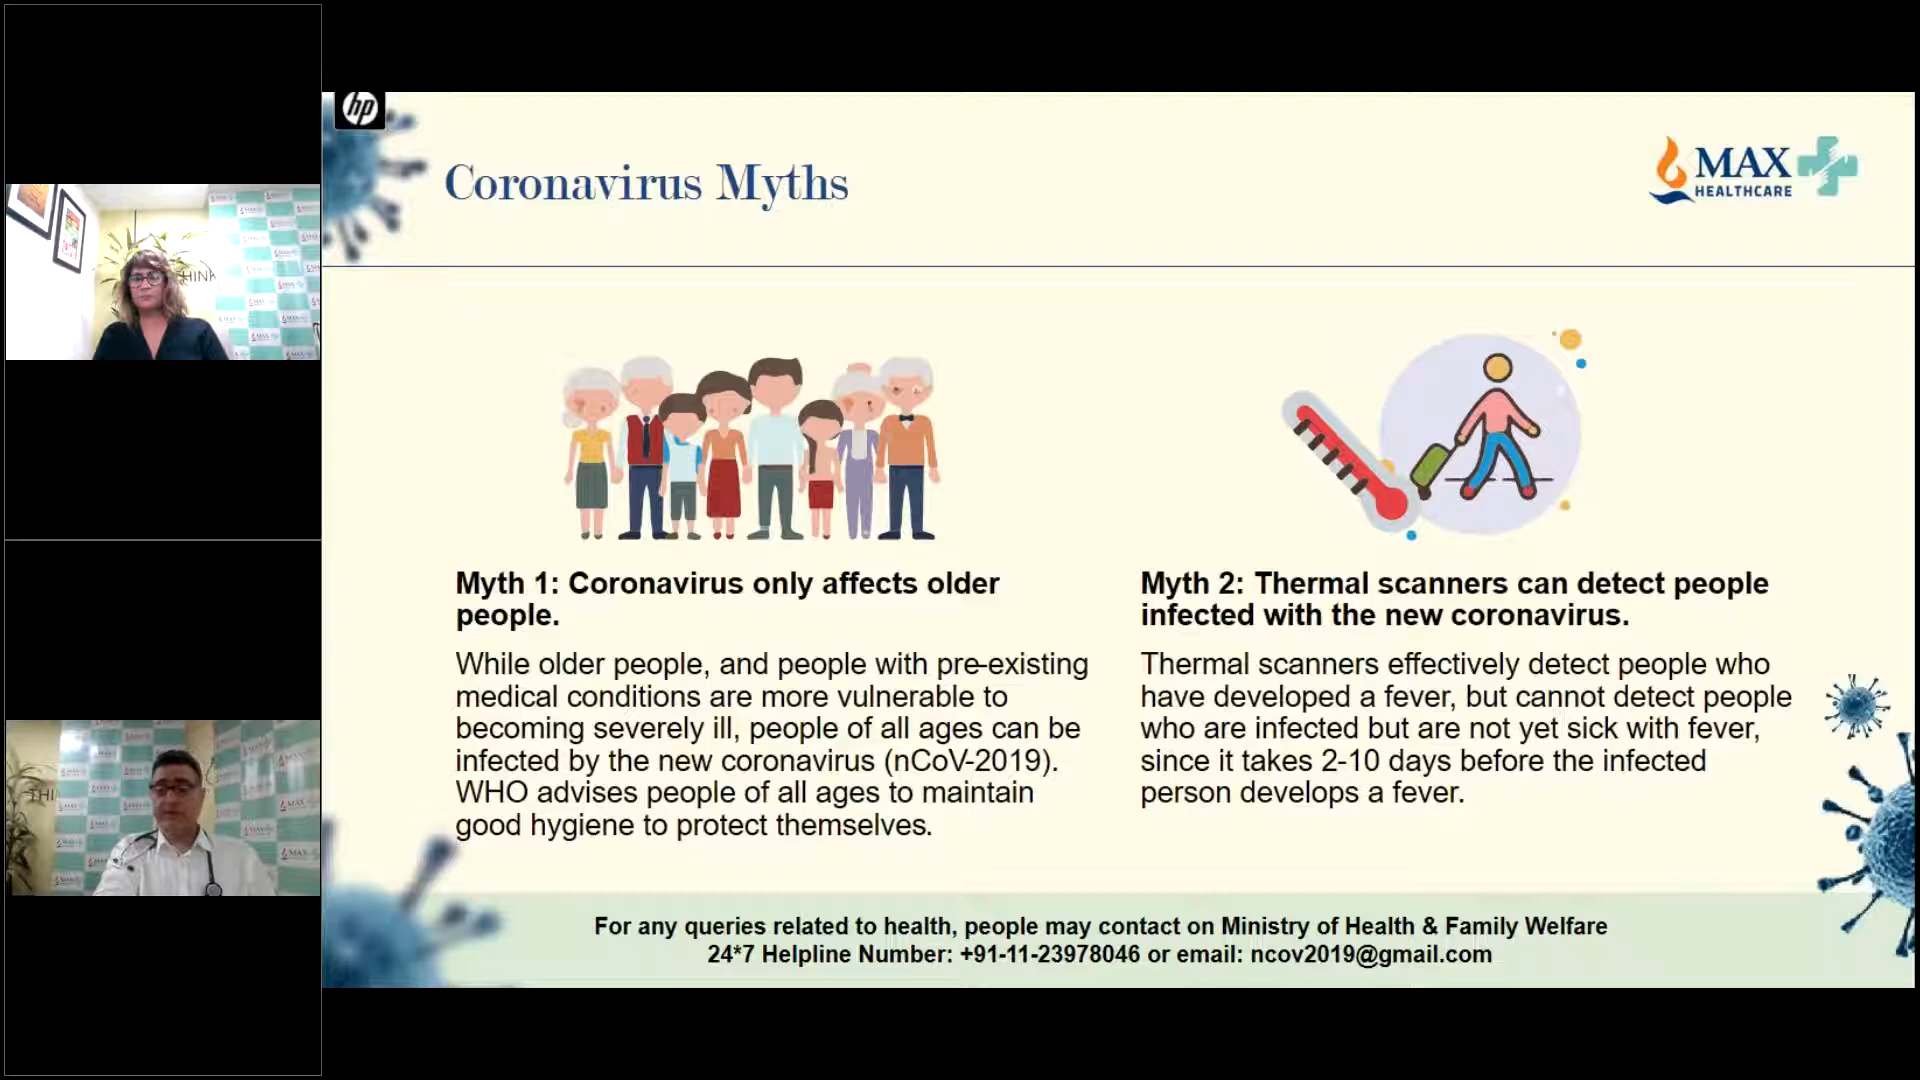 hp
Coronavirus Myths
MAX
HEALTHCARE
THINK
Myth 1: Coronavirus only affects older
people.
While older people, and people with pre-existing
medical conditions are more vulnerable to
becoming severely ill, people of all ages can be
infected by the new coronavirus (nCoV-2019).
WHO advises people of all ages to maintain
good hygiene to protect themselves.
Myth 2: Thermal scanners can detect people
infected with the new coronavirus.
Thermal scanners effectively detect people who
have developed a fever, but cannot detect people
who are infected but are not yet sick with fever,
since it takes 2-10 days before the infected
person develops a fever.
For any queries related to health, people may contact on Ministry of Health & Family Welfare
24*7 Helpline Number: +91-11-23978046 or email: ncov2019@gmail.com